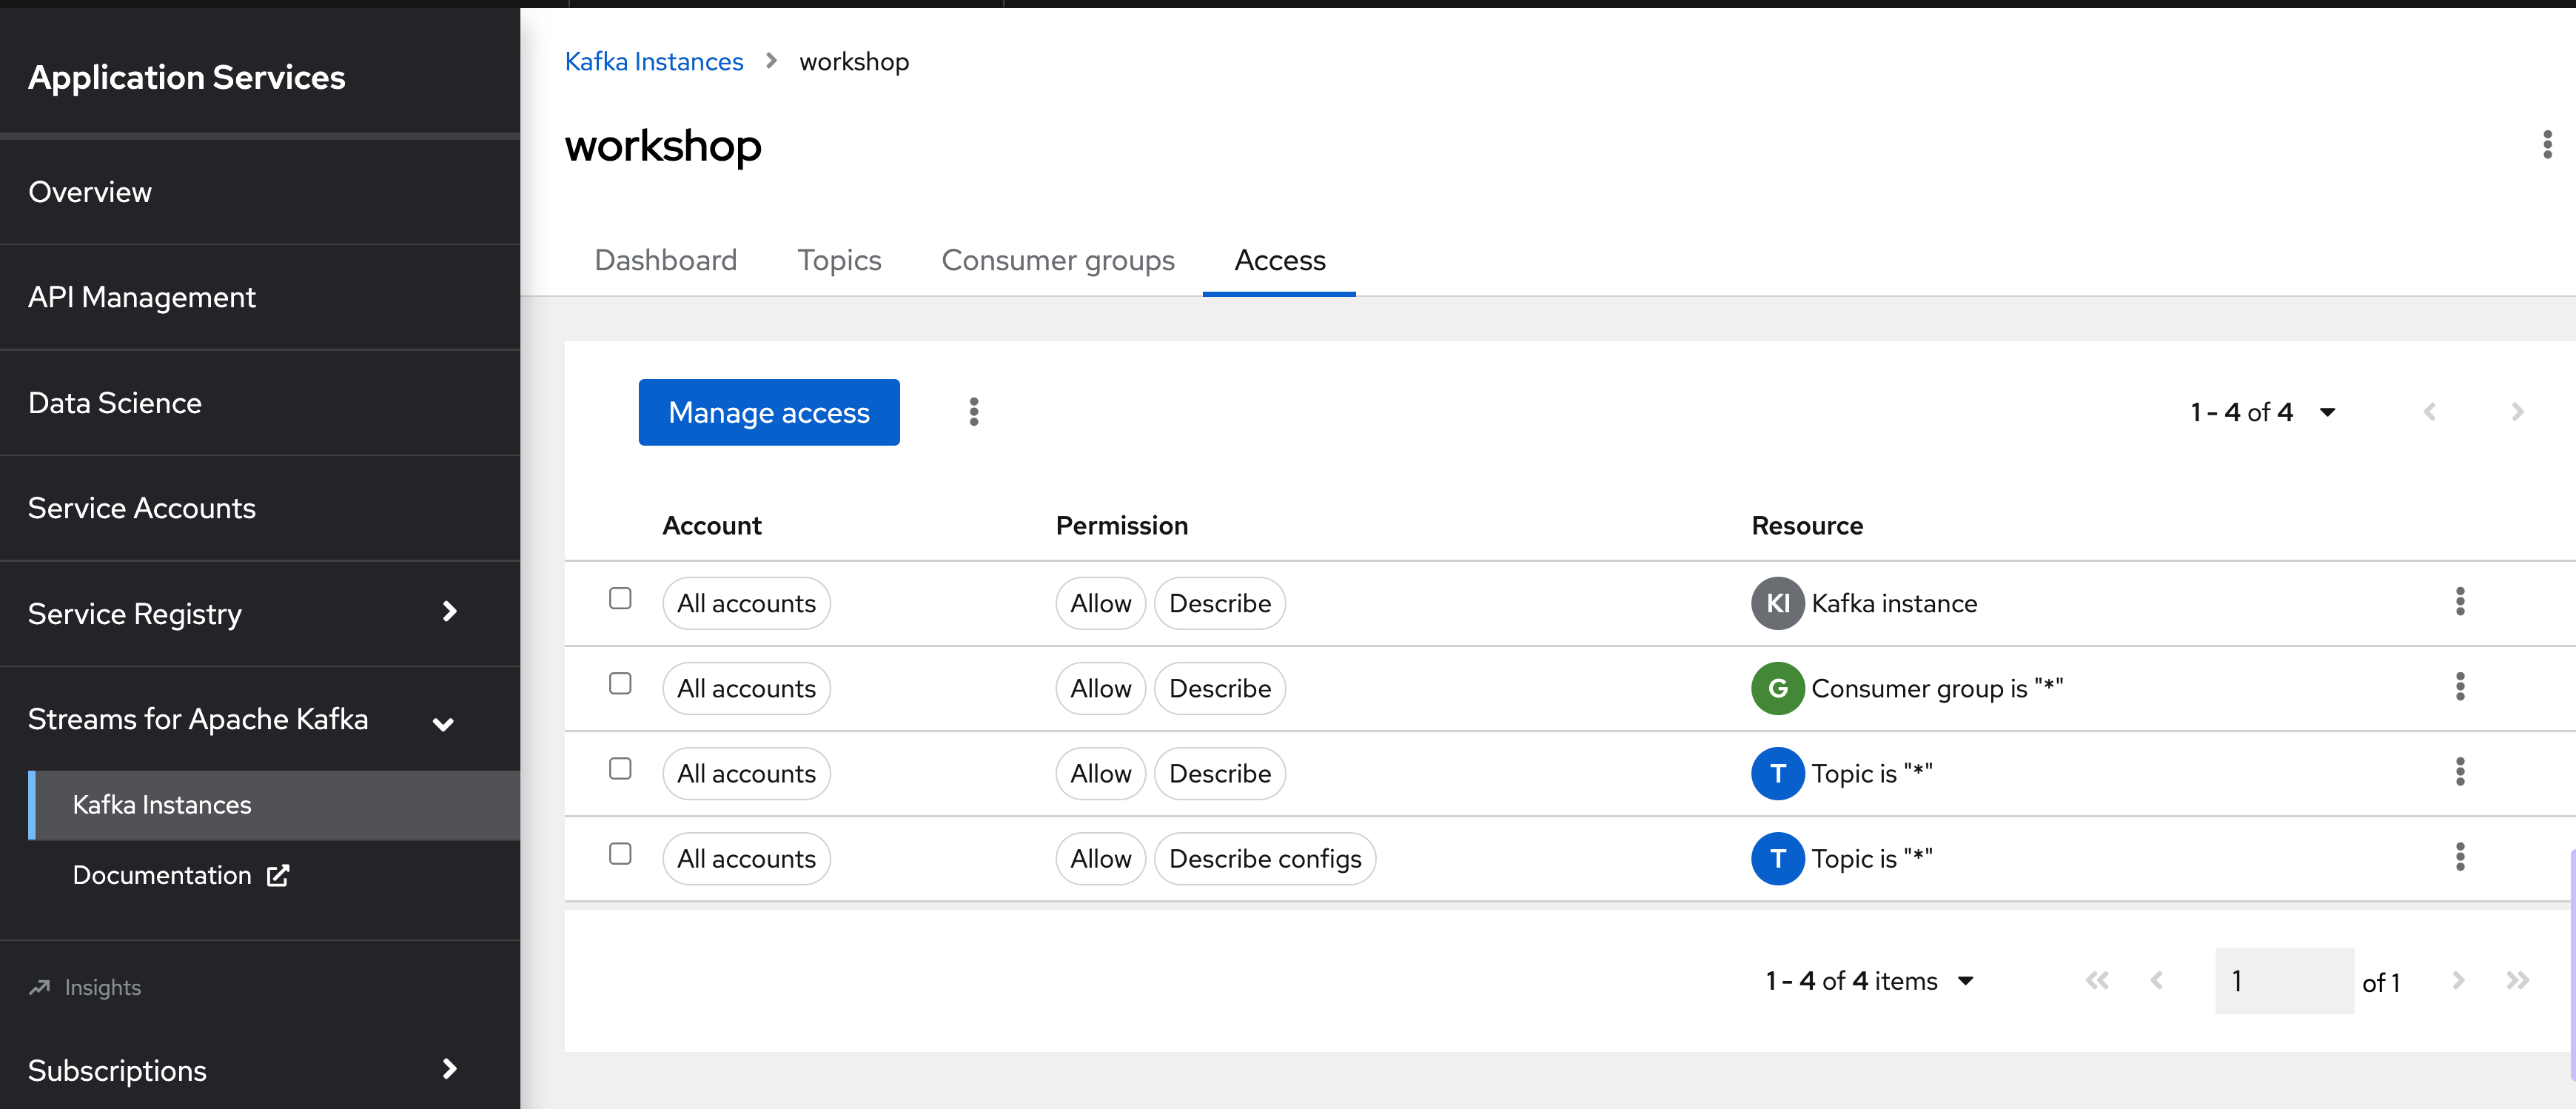 Application Services
Overview
API Management
Data Science
Service Accounts
Service Registry
Streams for Apache Kafka
Kafka Instances
Documentation
Insights
Subscriptions
Kafka Instances > workshop
workshop
Dashboard Topics Consumer groups Access
Manage access 1 - 4 of 4
Account Permission Resource
All accounts Allow Describe KI Kafka instance
All accounts Allow Describe G Consumer group is "*"
All accounts Allow Describe T Topic is "*"
All accounts Allow Describe configs T Topic is "*"
1 - 4 of 4 items 1 of 1